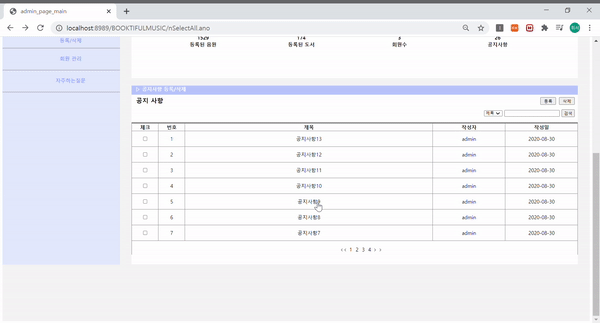 admin_page_main
localhost:8989/BOOKTIFULMUSIC/nSelectAll.ano
등록/삭제
회원 관리
자주하는질문
1529 174 3 26
등록된 음원 등록된 도서 회원수 공지사항
▷ 공지사항 등록/삭제
공지 사항
등록 삭제
제목 검색
체크 번호 제목 작성자 작성일
1 공지사항13 admin 2020-08-30
2 공지사항12 admin 2020-08-30
3 공지사항11 admin 2020-08-30
4 공지사항10 admin 2020-08-30
5 공지사항9 admin 2020-08-30
6 공지사항8 admin 2020-08-30
7 공지사항7 admin 2020-08-30
‹‹ 1 2 3 4 › ›